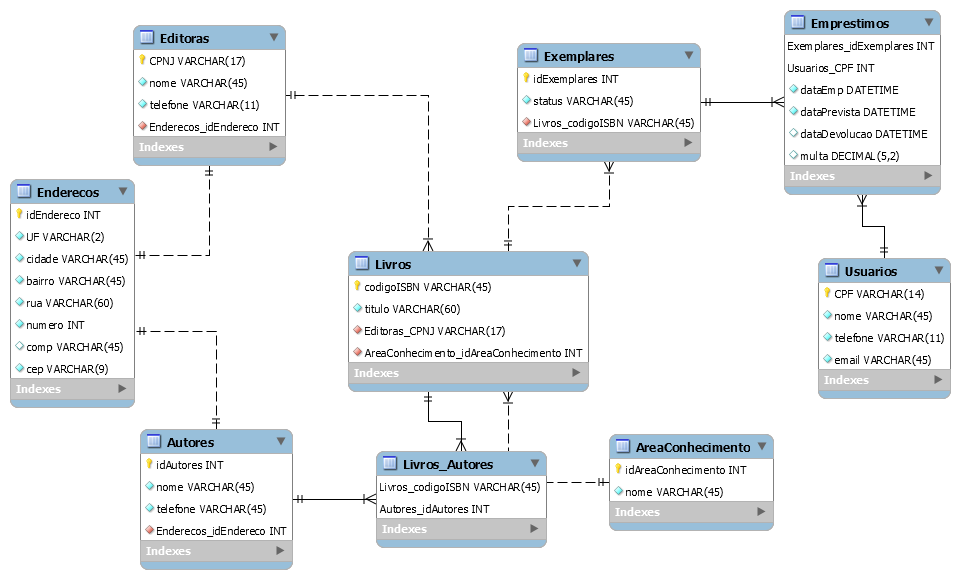 Editoras
CPNJ VARCHAR(17)
nome VARCHAR(45)
telefone VARCHAR(11)
Enderecos_idEndereco INT
Indexes
Exemplares
idExemplares INT
status VARCHAR(45)
Livros_codigoISBN VARCHAR(45)
Indexes
Emprestimos
Exemplares_idExemplares INT
Usuarios_CPF INT
dataEmp DATETIME
dataPrevista DATETIME
dataDevolucao DATETIME
multa DECIMAL(5,2)
Indexes
Enderecos
idEndereco INT
UF VARCHAR(2)
cidade VARCHAR(45)
bairro VARCHAR(45)
rua VARCHAR(60)
numero INT
comp VARCHAR(45)
cep VARCHAR(9)
Indexes
Livros
codigoISBN VARCHAR(45)
titulo VARCHAR(60)
Editoras_CPNJ VARCHAR(17)
AreaConhecimento_idAreaConhecimento INT
Indexes
Usuarios
CPF VARCHAR(14)
nome VARCHAR(45)
telefone VARCHAR(11)
email VARCHAR(45)
Indexes
Autores
idAutores INT
nome VARCHAR(45)
telefone VARCHAR(45)
Enderecos_idEndereco INT
Indexes
Livros_Autores
Livros_codigoISBN VARCHAR(45)
Autores_idAutores INT
Indexes
AreaConhecimento
idAreaConhecimento INT
nome VARCHAR(45)
Indexes